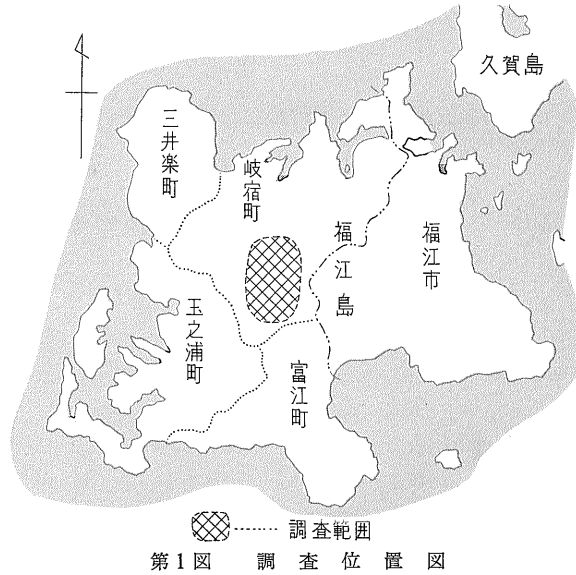 久賀島
三井楽町
岐宿町
福江島
福江市
玉之浦町
富江町
調査範囲
第1図 調査位置図